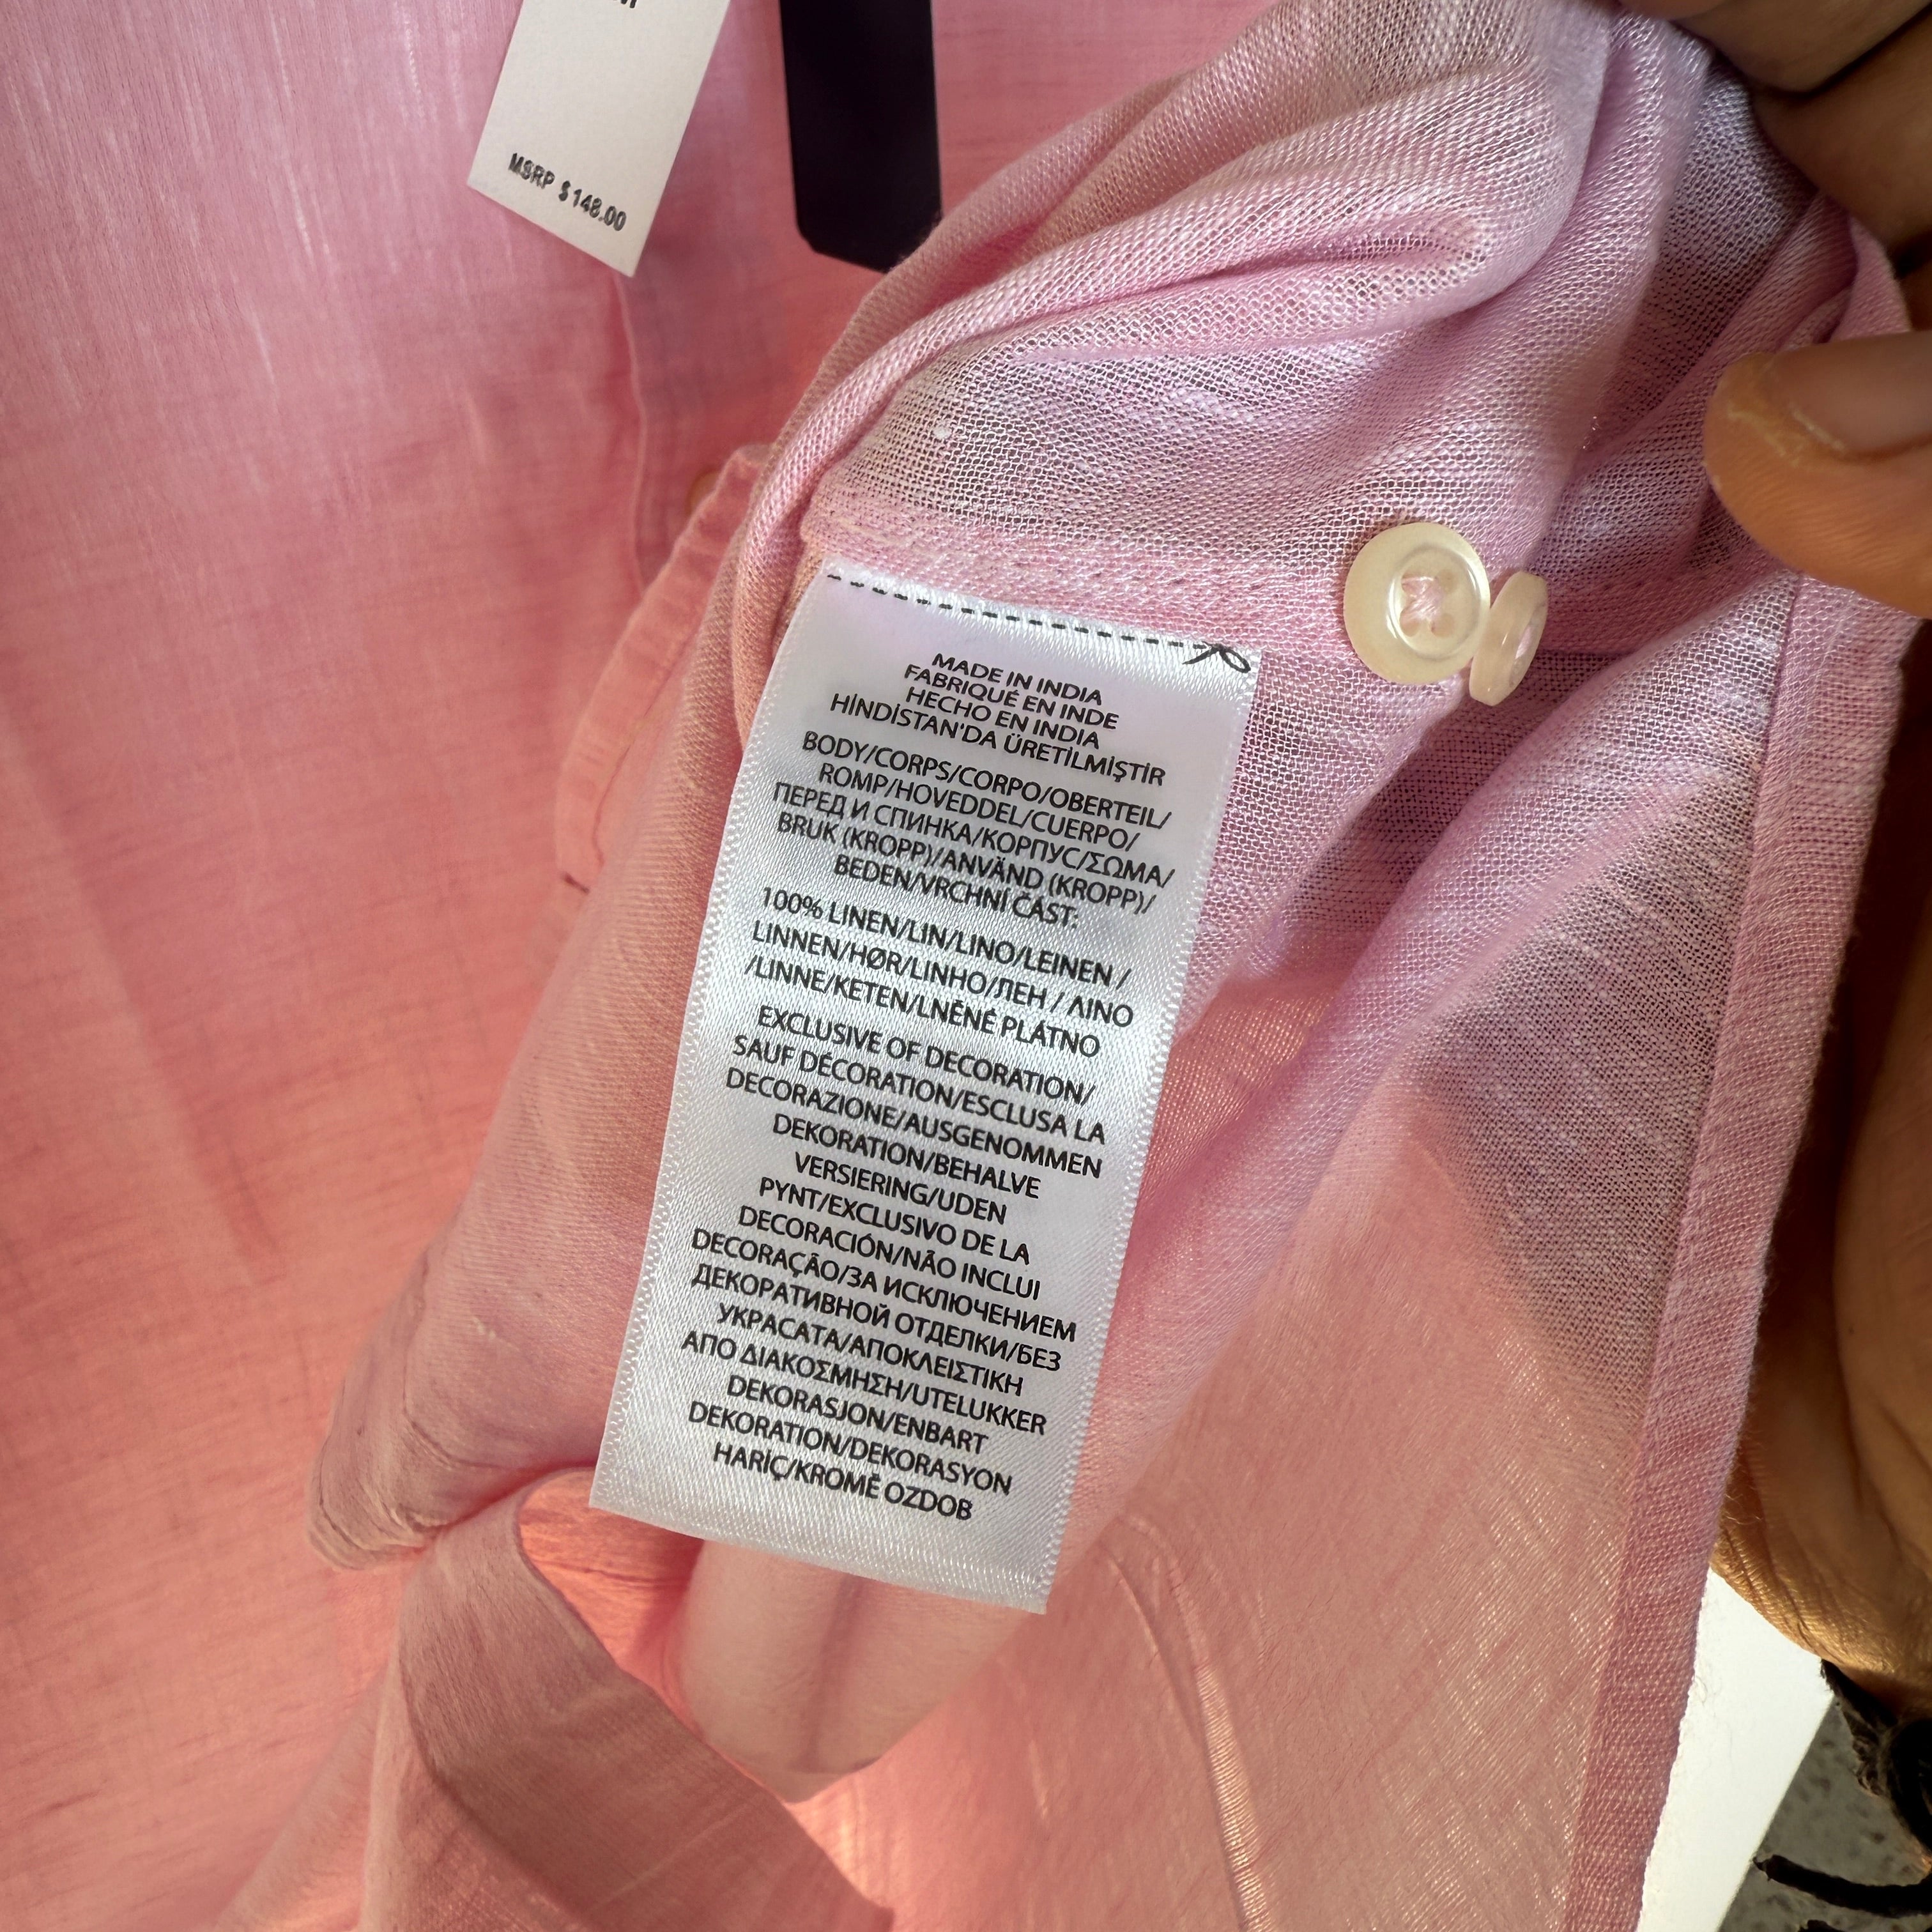 MSRP $148.00
MADE IN INDIA
FABRIQUÉ EN INDE
HECHO EN INDIA
HİNDİSTAN'DA ÜRETİLMİŞTİR
BODY/CORPS/CORPO/OBERTEIL/
ROMP/HOVEDDEL/CUERPO/
ПЕРЕД И СПИНКА/КОРПУС/ΣΩΜΑ/
BRUK (KROPP)/ANVÄND (KROPP)/
BEDEN/VRCHNÍ ČÁST:
100% LINEN/LIN/LINO/LEINEN /
LINNEN/HØR/LINHO/ЛЕН / ΛΙΝΟ
/LINNE/KETEN/LNĚNÉ PLÁTNO
EXCLUSIVE OF DECORATION/
SAUF DÉCORATION/ESCLUSA LA
DECORAZIONE/AUSGENOMMEN
DEKORATION/BEHALVE
VERSIERING/UDEN
PYNT/EXCLUSIVO DE LA
DECORACIÓN/NÃO INCLUI
DECORAÇÃO/ЗА ИСКЛЮЧЕНИЕМ
ДЕКОРАТИВНОЙ ОТДЕЛКИ/БЕЗ
УКРАСАТА/ΑΠΟΚΛΕΙΣΤΙΚΗ
ΑΠΟ ΔΙΑΚΟΣΜΗΣΗ/UTELUKKER
DEKORASJON/ENBART
DEKORATION/DEKORASYON
HARİÇ/KROMĚ OZDOB